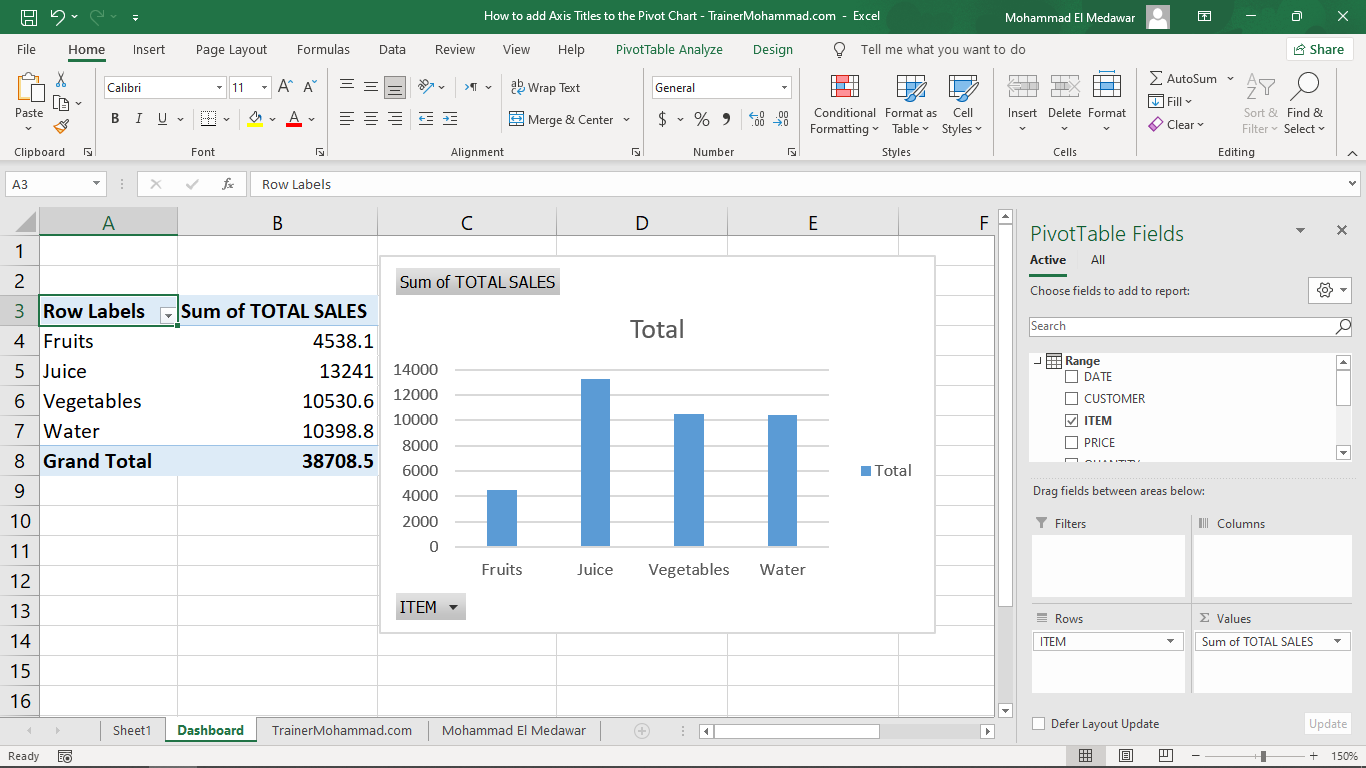 How to add Axis Titles to the Pivot Chart - TrainerMohammad.com - Excel
Mohammad El Medawar
File Home Insert Page Layout Formulas Data Review View Help PivotTable Analyze Design Tell me what you want to do Share
Paste
Clipboard
Calibri 11
B I U A
Font
Wrap Text
Merge & Center
Alignment
General
$ % 9 .00 .00
Number
Conditional Formatting
Format as Table
Cell Styles
Styles
Insert Delete Format
Cells
AutoSum
Fill
Clear
Sort & Filter
Find & Select
Editing
A3 fx Row Labels
A B C D E F
1
2
3 Row Labels Sum of TOTAL SALES
4 Fruits 4538.1
5 Juice 13241
6 Vegetables 10530.6
7 Water 10398.8
8 Grand Total 38708.5
9
10
11
12
13
14
15
16
Sum of TOTAL SALES
Total
14000
12000
10000
8000
6000
4000
2000
0
Fruits Juice Vegetables Water
Total
ITEM
PivotTable Fields
Active All
Choose fields to add to report:
Search
Range
DATE
CUSTOMER
ITEM
PRICE
Drag fields between areas below:
Filters Columns
Rows Σ Values
ITEM Sum of TOTAL SALES
Defer Layout Update Update
Sheet1 Dashboard TrainerMohammad.com Mohammad El Medawar
Ready 150%